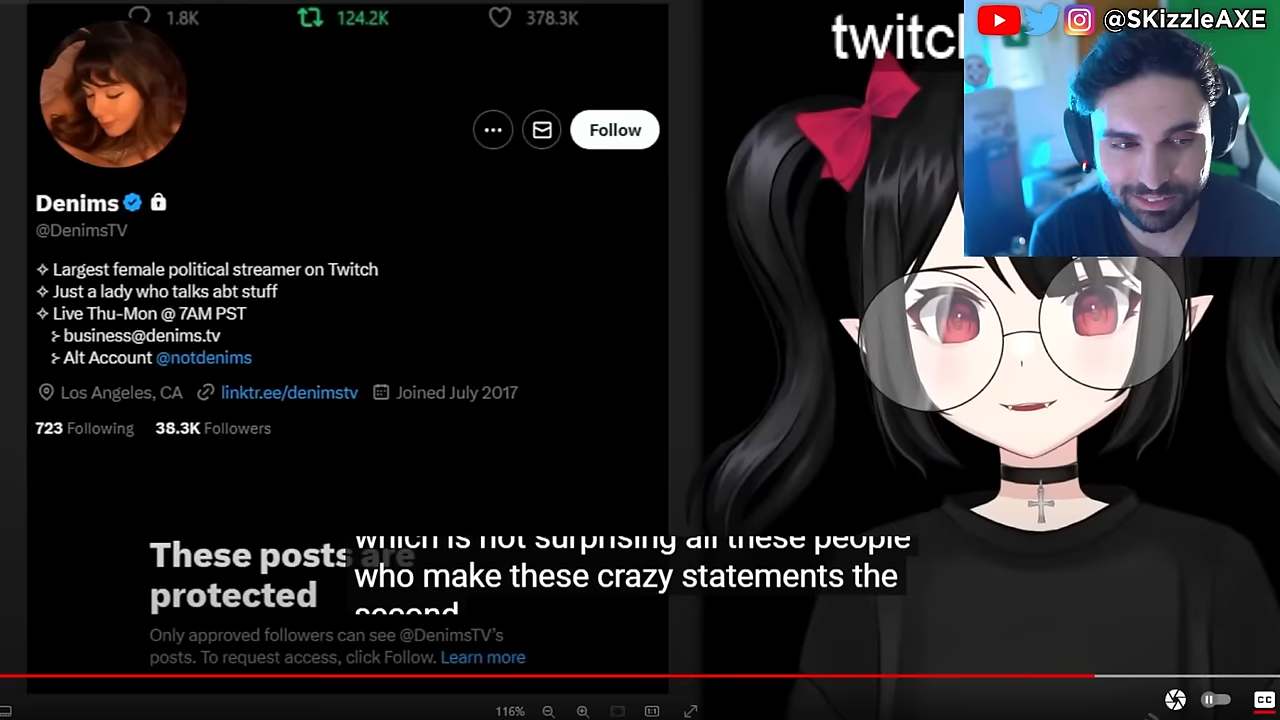 1.8K 124.2K 378.3K
twitch
@SKizzleAXE
Follow
Denims
@DenimsTV
✧ Largest female political streamer on Twitch
✧ Just a lady who talks abt stuff
✧ Live Thu-Mon @ 7AM PST
business@denims.tv
Alt Account @notdenims
Los Angeles, CA linktr.ee/denimstv Joined July 2017
723 Following 38.3K Followers
These posts are
protected
Only approved followers can see @DenimsTV’s
posts. To request access, click Follow. Learn more
which is not surprising all these people
who make these crazy statements the
second
116%
CC